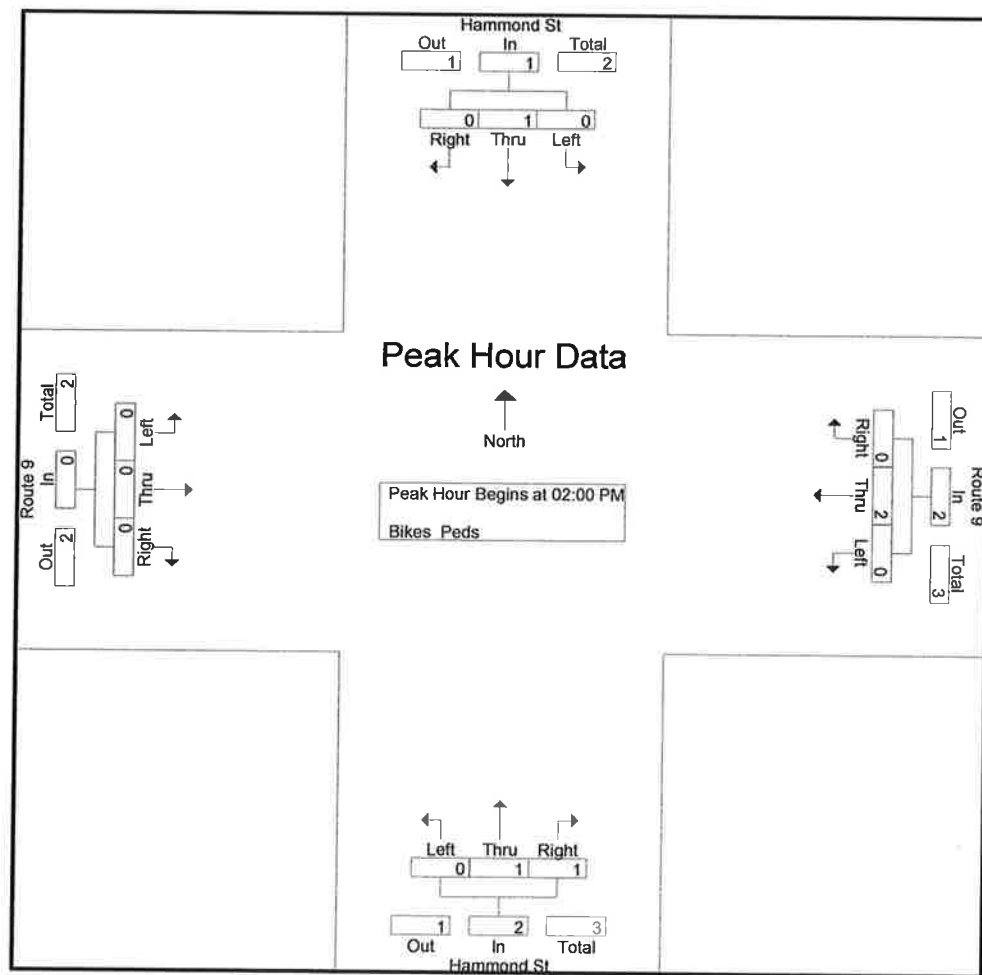 Hammond St
Out In Total
1 1 2
0 1 0
Right Thru Left
Peak Hour Data
North
Peak Hour Begins at 02:00 PM
Bikes Peds
Route 9
Total In Out
2 0 2
0 0 0
Left Thru Right
Route 9
Out In Total
1 2 3
0 2 0
Right Thru Left
Left Thru Right
0 1 1
1 2 3
Out In Total
Hammond St